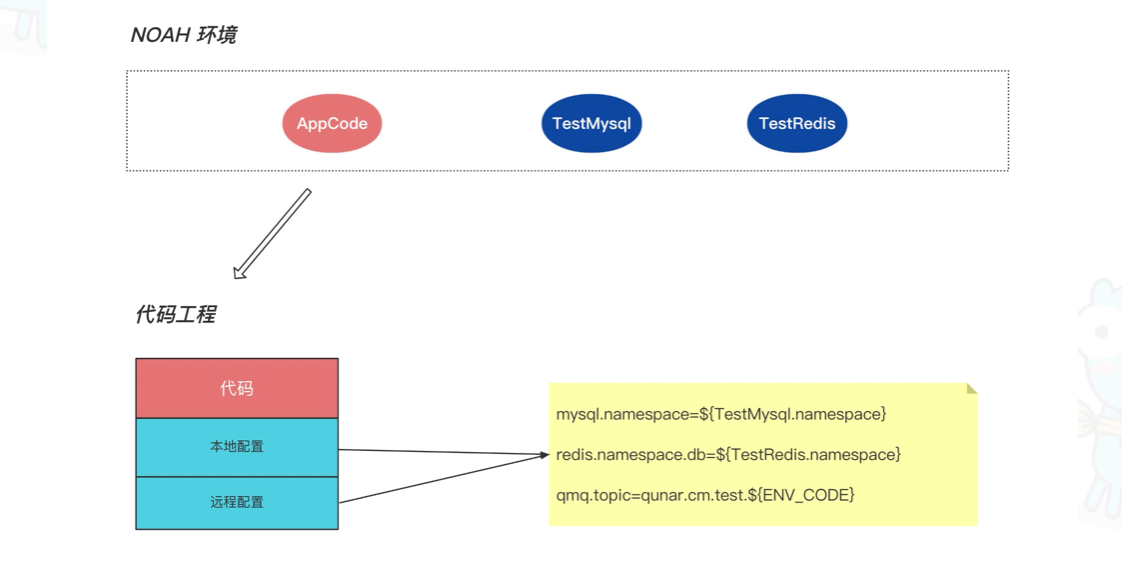 NOAH 环境
AppCode
TestMysql
TestRedis
代码工程
代码
本地配置
远程配置
mysql.namespace=${TestMysql.namespace}
redis.namespace.db=${TestRedis.namespace}
qmq.topic=qunar.cm.test.${ENV_CODE}